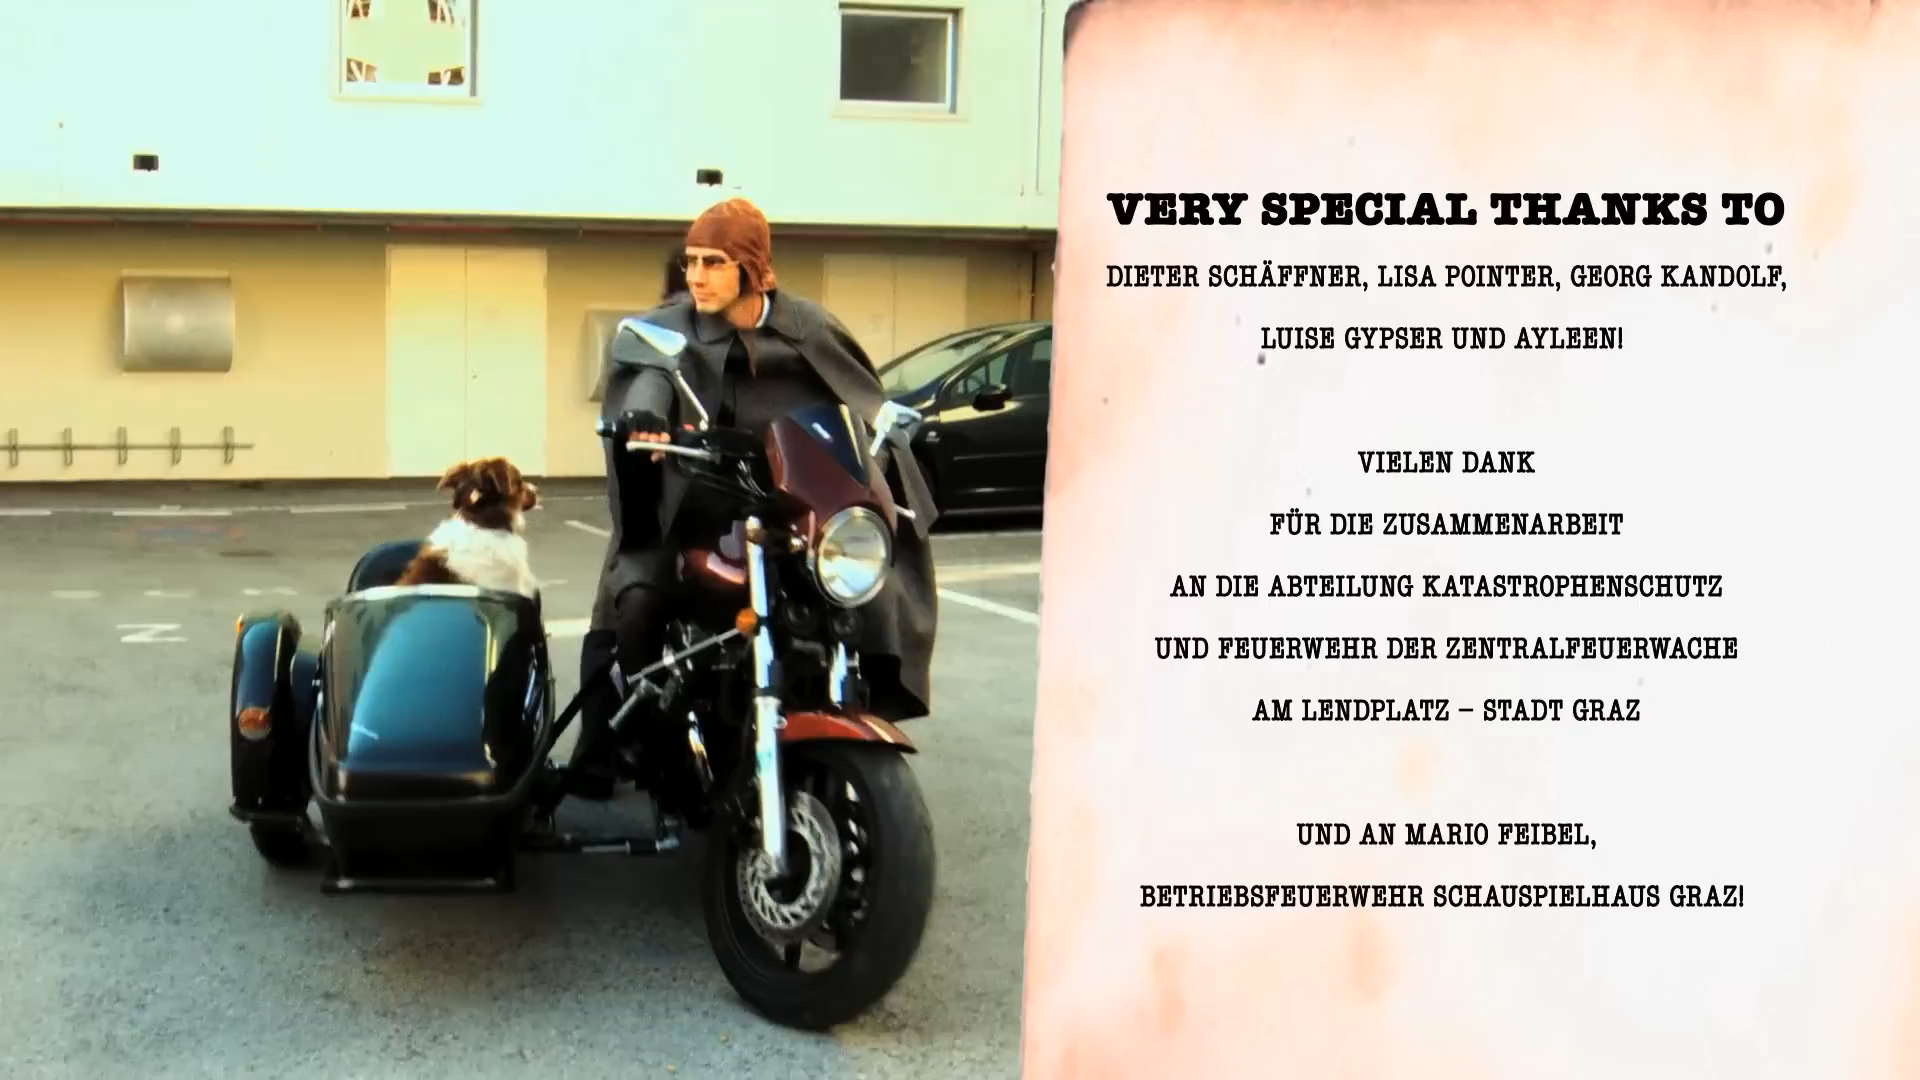 VERY SPECIAL THANKS TO
DIETER SCHÄFFNER, LISA POINTER, GEORG KANDOLF,
LUISE GYPSER UND AYLEEN!
VIELEN DANK
FÜR DIE ZUSAMMENARBEIT
AN DIE ABTEILUNG KATASTROPHENSCHUTZ
UND FEUERWEHR DER ZENTRALFEUERWACHE
AM LENDPLATZ – STADT GRAZ
UND AN MARIO FEIBEL,
BETRIEBSFEUERWEHR SCHAUSPIELHAUS GRAZ!